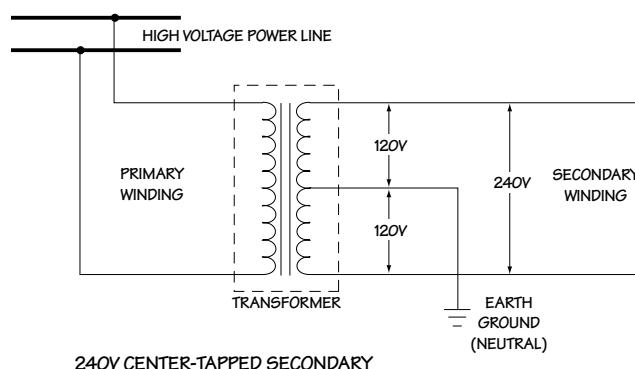 HIGH VOLTAGE POWER LINE
PRIMARY
WINDING
120V
120V
240V
SECONDARY
WINDING
TRANSFORMER
EARTH
GROUND
(NEUTRAL)
240V CENTER-TAPPED SECONDARY